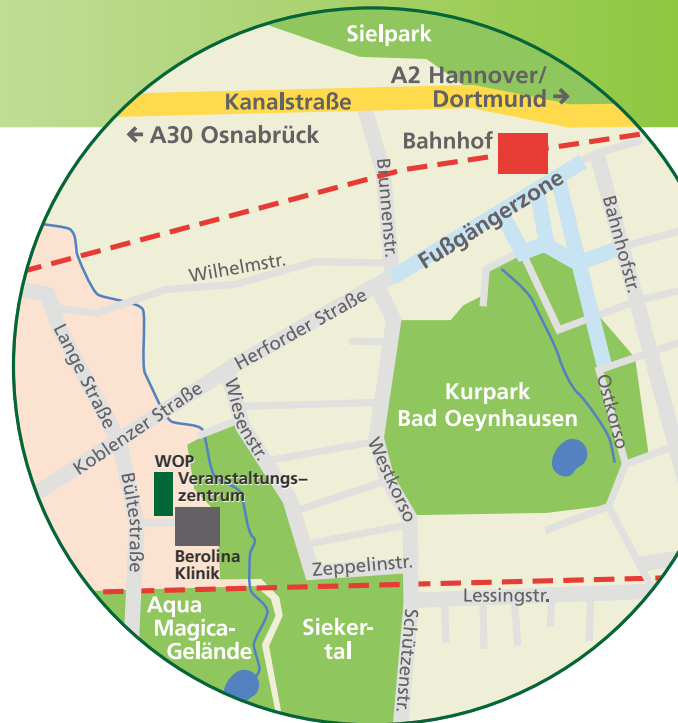 Sielpark
A2 Hannover/
Dortmund →
Kanalstraße
← A30 Osnabrück
Bahnhof
Brunnenstr.
Fußgängerzone
Bahnhofstr.
Wilhelmstr.
Lange Straße
Herforder Straße
Koblenzer Straße
Wiesenstr.
Kurpark
Bad Oeynhausen
Ostkorso
Westkorso
WOP
Veranstaltungs–
zentrum
Bültestraße
Berolina
Klinik
Zeppelinstr.
Lessingstr.
Aqua
Magica-
Gelände
Sieker-
tal
Schützenstr.